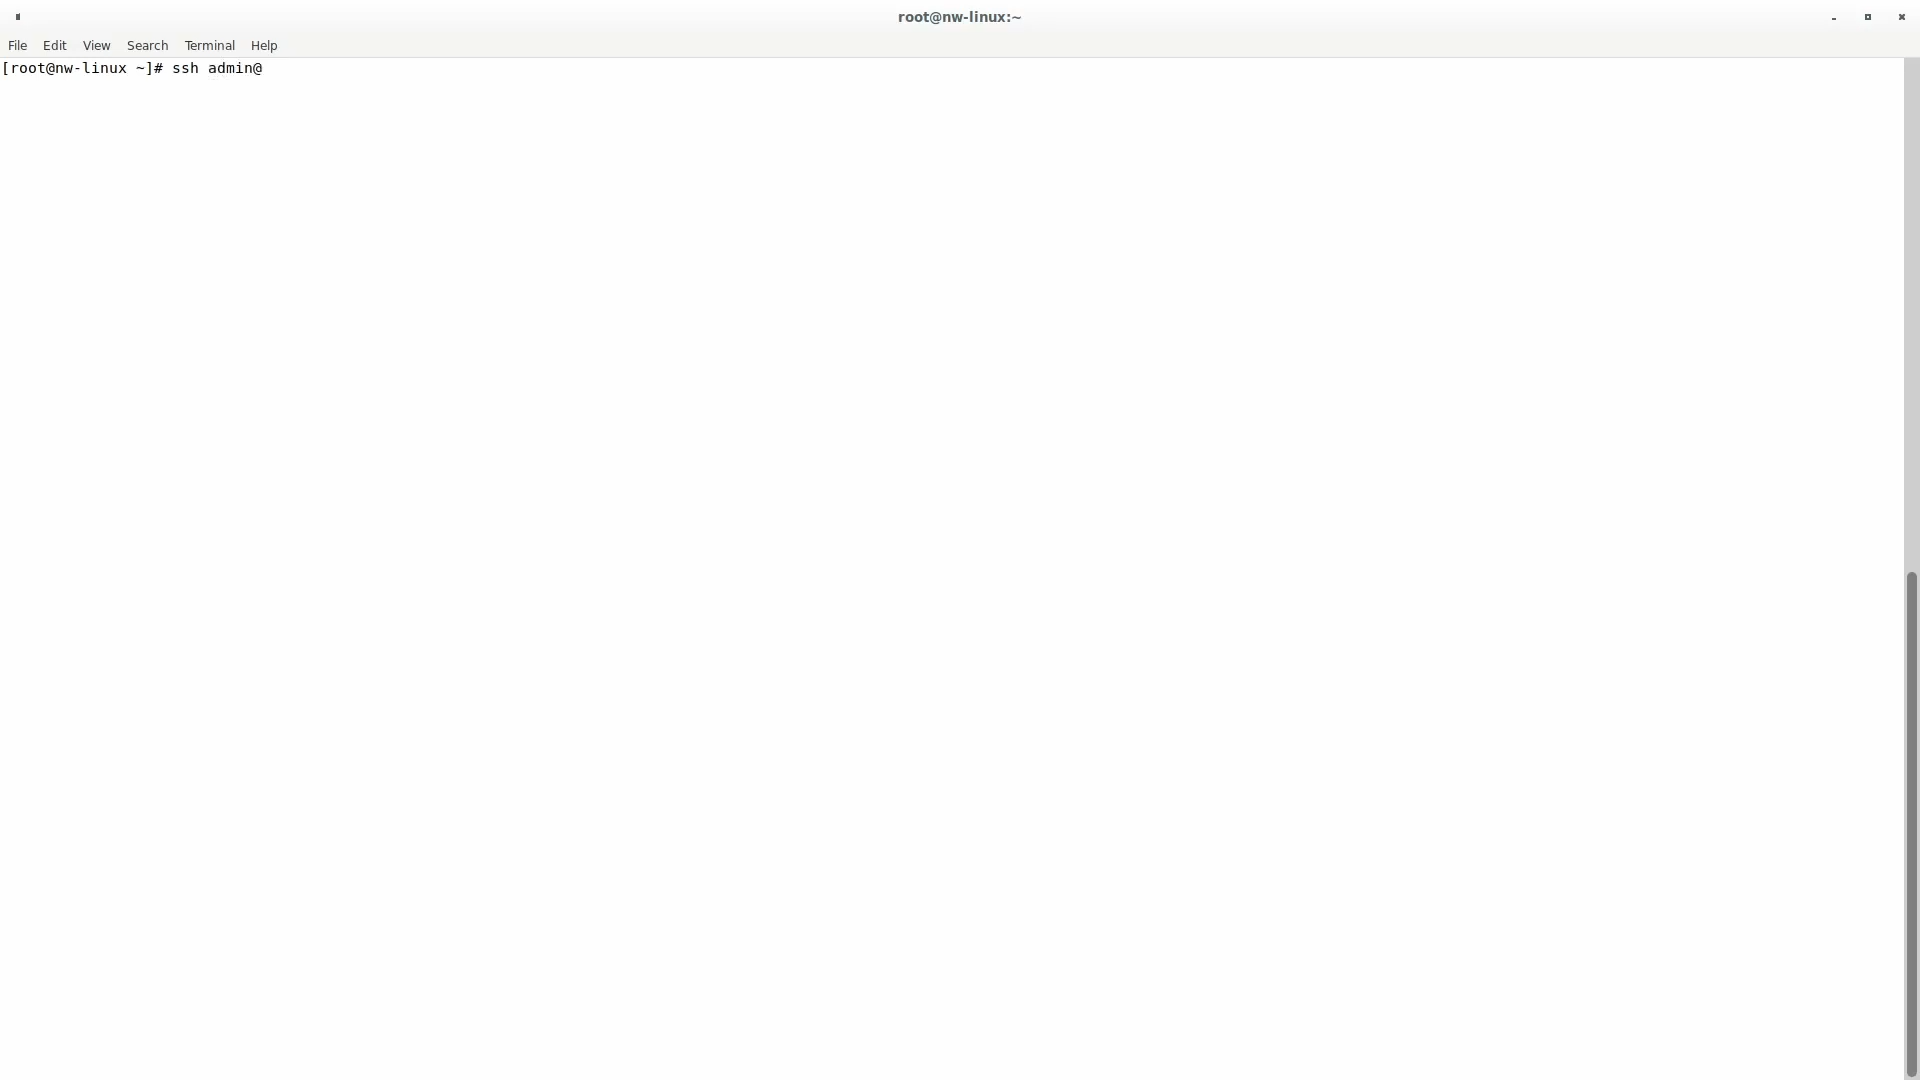 root@nw-linux:~
File Edit View Search Terminal Help
[root@nw-linux ~]# ssh admin@